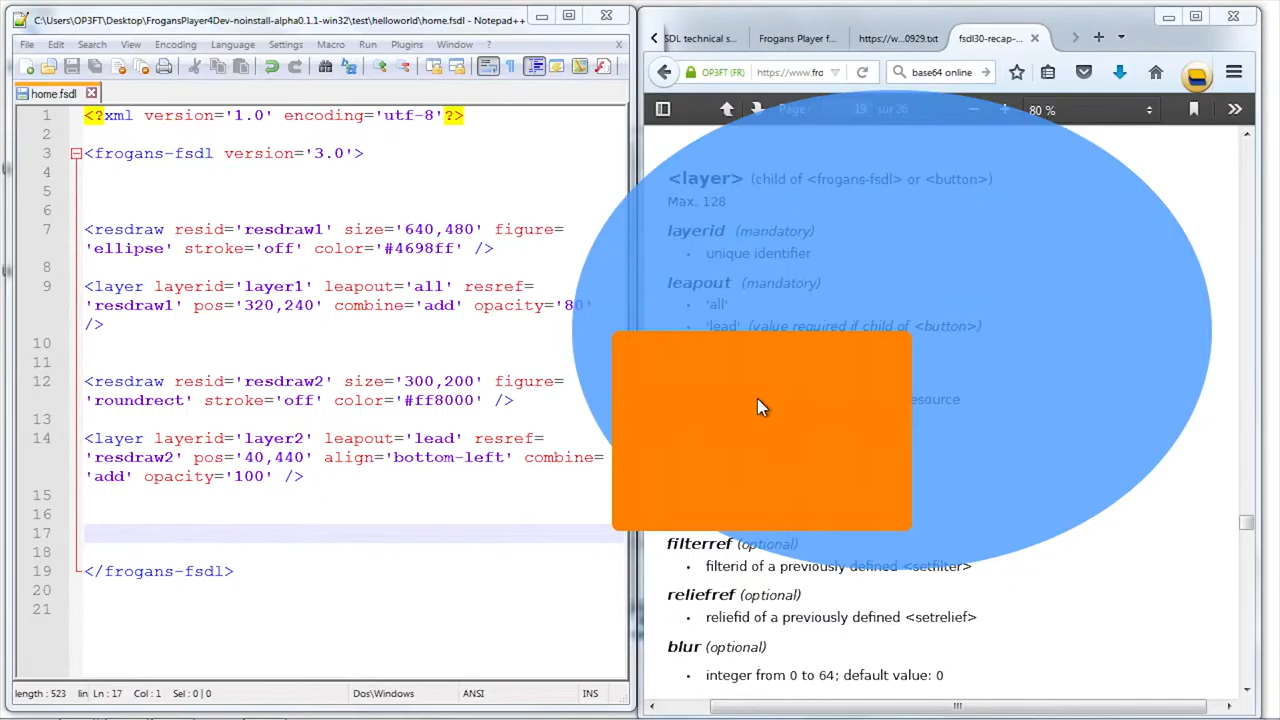 C:\Users\OP3FT\Desktop\FrogansPlayer4Dev-noinstall-alpha0.1.1-win32\test\helloworld\home.fsdl - Notepad++
File Edit Search View Encoding Language Settings Macro Run Plugins Window ? X
home.fsdl
1 <?xml version='1.0' encoding='utf-8'?>
2
3 <frogans-fsdl version='3.0'>
4
5
6
7 <resdraw resid='resdraw1' size='640,480' figure=
'ellipse' stroke='off' color='#4698ff' />
8
9 <layer layerid='layer1' leapout='all' resref=
'resdraw1' pos='320,240' combine='add' opacity='80'
/>
10
11
12 <resdraw resid='resdraw2' size='300,200' figure=
'roundrect' stroke='off' color='#ff8000' />
13
14 <layer layerid='layer2' leapout='lead' resref=
'resdraw2' pos='40,440' align='bottom-left' combine=
'add' opacity='100' />
15
16
17
18
19 </frogans-fsdl>
20
21
length : 523 lin Ln : 17 Col : 1 Sel : 0 | 0 Dos\Windows ANSI INS
SDL technical s... Frogans Player f... https://w...0929.txt fsdl30-recap-...
OP3FT (FR) https://www.fro base64 online
Page : 19 sur 26 80 %
<layer> (child of <frogans-fsdl> or <button>)
Max. 128
layerid (mandatory)
• unique identifier
leapout (mandatory)
• 'all'
• 'lead' (value required if child of <button>)
esource
filterref (optional)
• filterid of a previously defined <setfilter>
reliefref (optional)
• reliefid of a previously defined <setrelief>
blur (optional)
• integer from 0 to 64; default value: 0